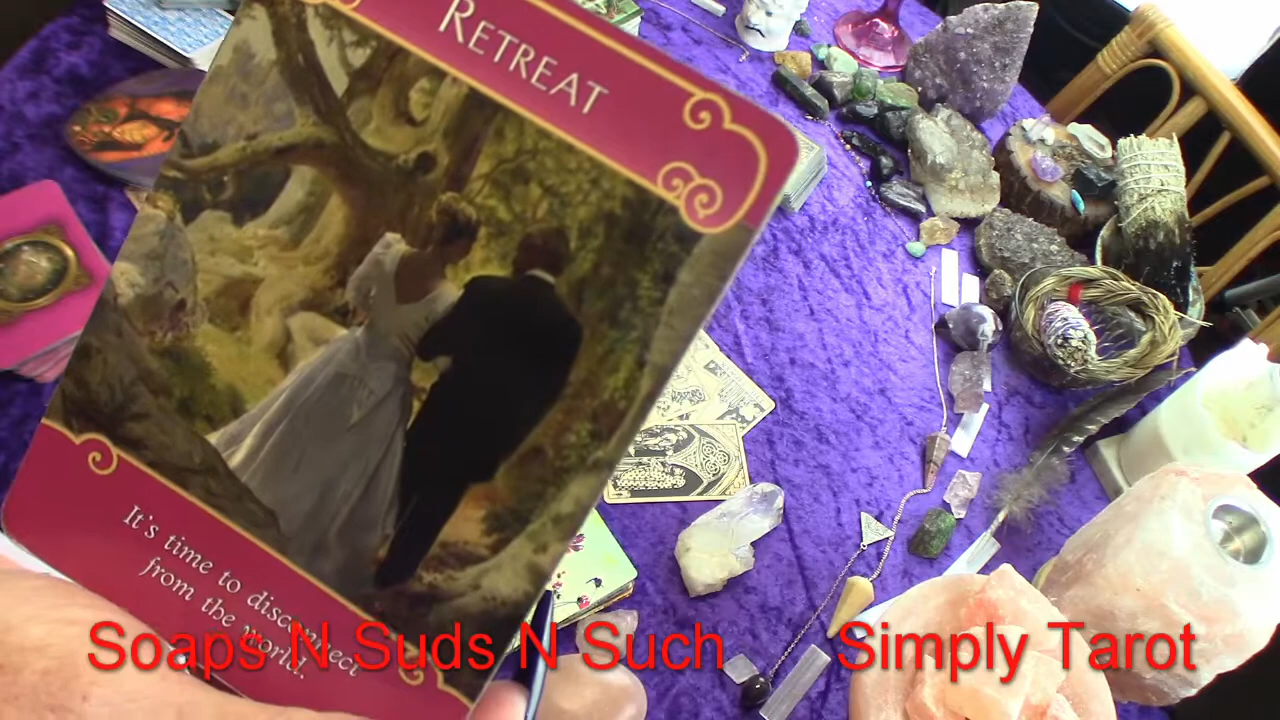 RETREAT
It's time to disconnect
from the world.
Soaps N Suds N Such Simply Tarot